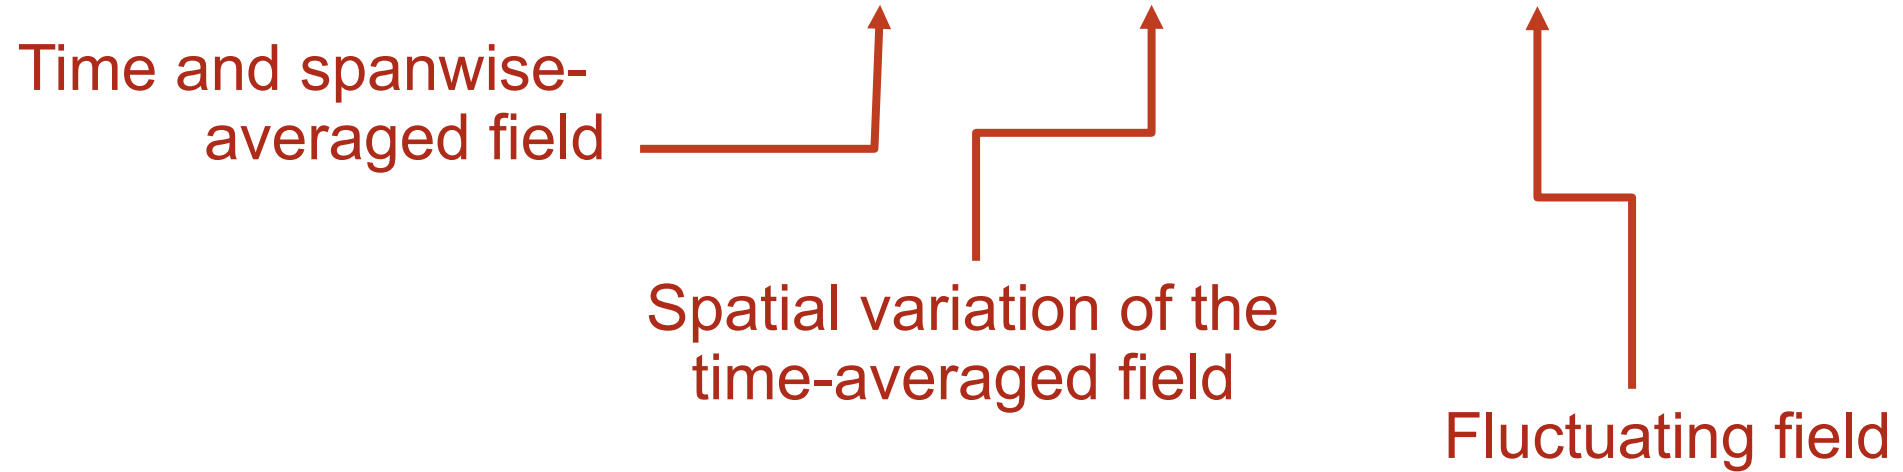 Time and spanwise-
averaged field
Spatial variation of the
time-averaged field
Fluctuating field